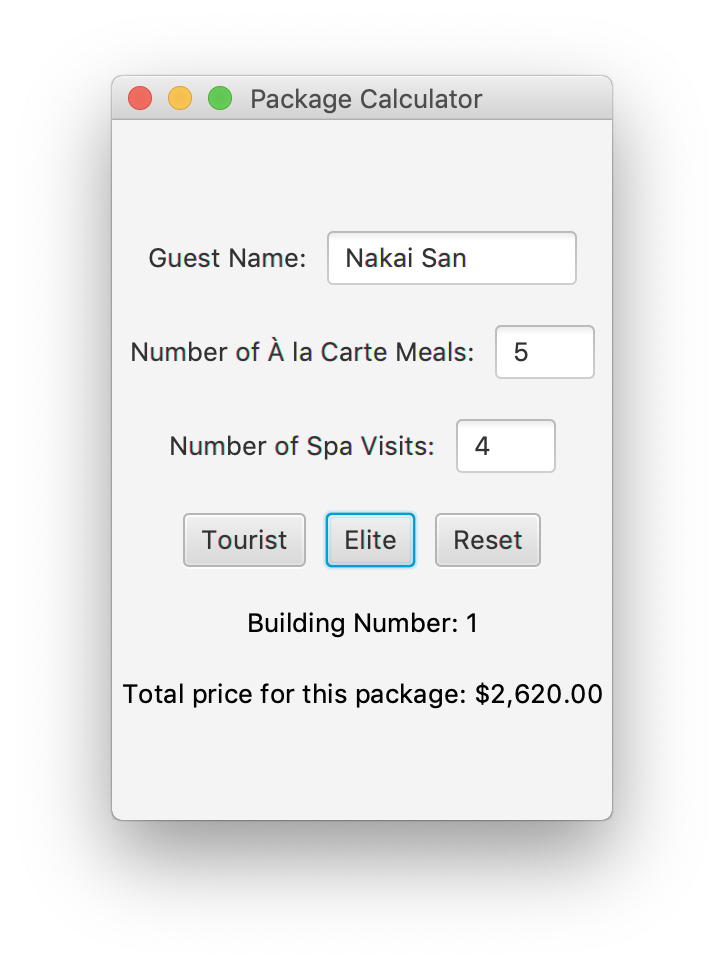 Package Calculator
Guest Name: Nakai San
Number of À la Carte Meals: 5
Number of Spa Visits: 4
Tourist Elite Reset
Building Number: 1
Total price for this package: $2,620.00